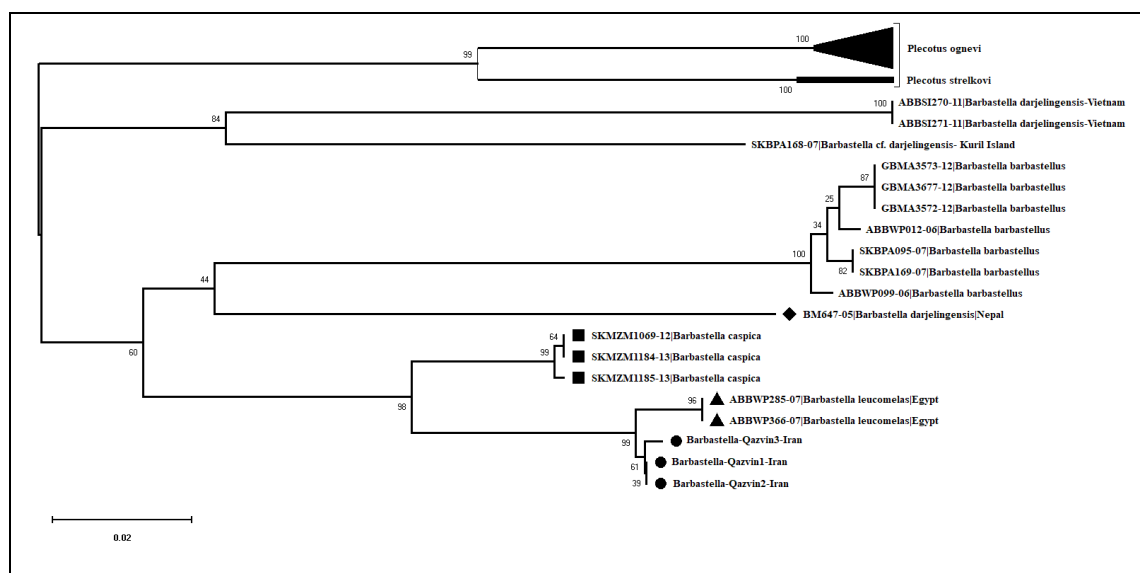 100
Plecotus ognevi
99
Plecotus strelkovi
100
100
ABBSI270-11|Barbastella darjelingensis-Vietnam
84
ABBSI271-11|Barbastella darjelingensis-Vietnam
SKBPA168-07|Barbastella cf. darjelingensis- Kuril Island
GBMA3573-12|Barbastella barbastellus
87
GBMA3677-12|Barbastella barbastellus
25
GBMA3572-12|Barbastella barbastellus
34
ABBWP012-06|Barbastella barbastellus
SKBPA095-07|Barbastella barbastellus
100
82
SKBPA169-07|Barbastella barbastellus
44
ABBWP099-06|Barbastella barbastellus
BM647-05|Barbastella darjelingensis|Nepal
64
SKMZM1069-12|Barbastella caspica
60
99
SKMZM1184-13|Barbastella caspica
SKMZM1185-13|Barbastella caspica
98
96
ABBWP285-07|Barbastella leucomelas|Egypt
ABBWP366-07|Barbastella leucomelas|Egypt
99
Barbastella-Qazvin3-Iran
61
Barbastella-Qazvin1-Iran
39
Barbastella-Qazvin2-Iran
0.02